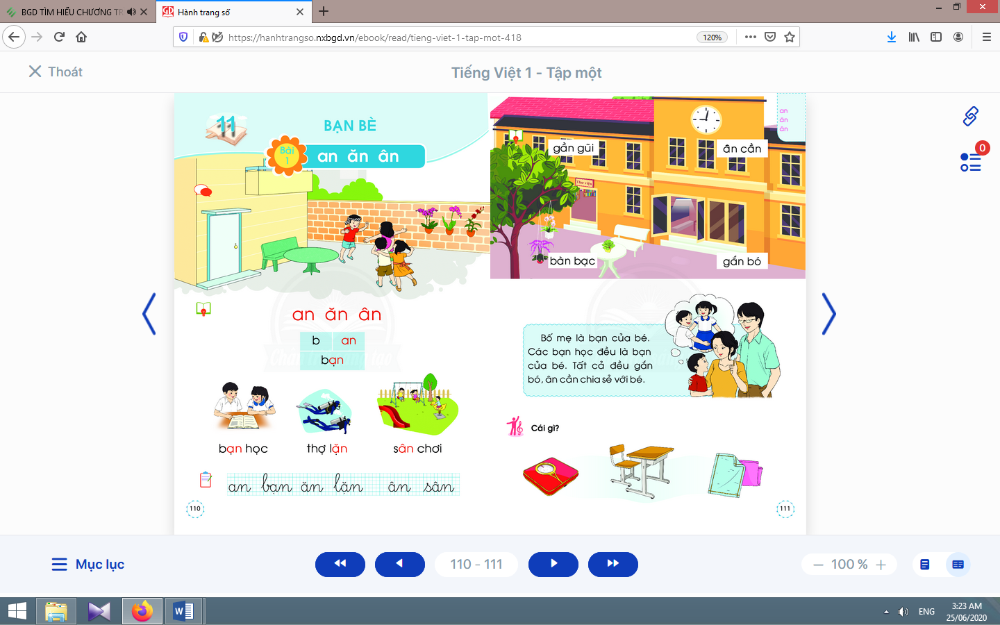 BGD TÌM HIỂU CHƯƠNG TR
Hành trang số
https://hanhtrangso.nxbgd.vn/ebook/read/tieng-viet-1-tap-mot-418
120%
Thoát
Tiếng Việt 1 - Tập một
11
BẠN BÈ
Bài
1
an ăn ân
an ăn ân
b an
bạn
bạn học
thợ lặn
sân chơi
an bạn ăn lặn ân sân
110
an
ăn
ân
gần gũi
ân cần
Thư viện
bàn bạc
gắn bó
Bố mẹ là bạn của bé.
Các bạn học đều là bạn
của bé. Tất cả đều gắn
bó, ân cần chia sẻ với bé.
Cái gì?
111
0
Mục lục
110 - 111
100 %
ENG
3:23 AM
25/06/2020